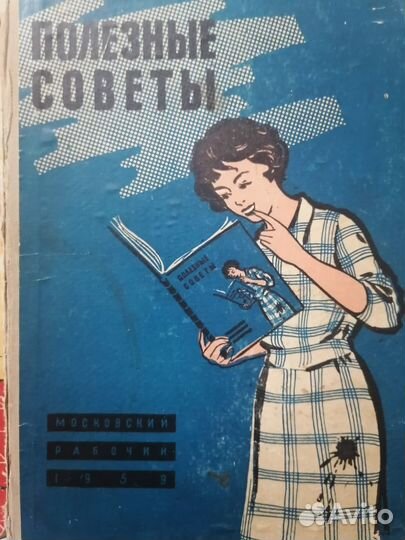 ПОЛЕЗНЫЕ
СОВЕТЫ
ПОЛЕЗНЫЕ
СОВЕТЫ
МОСКОВСКИЙ
РАБОЧИЙ
1959
Avito